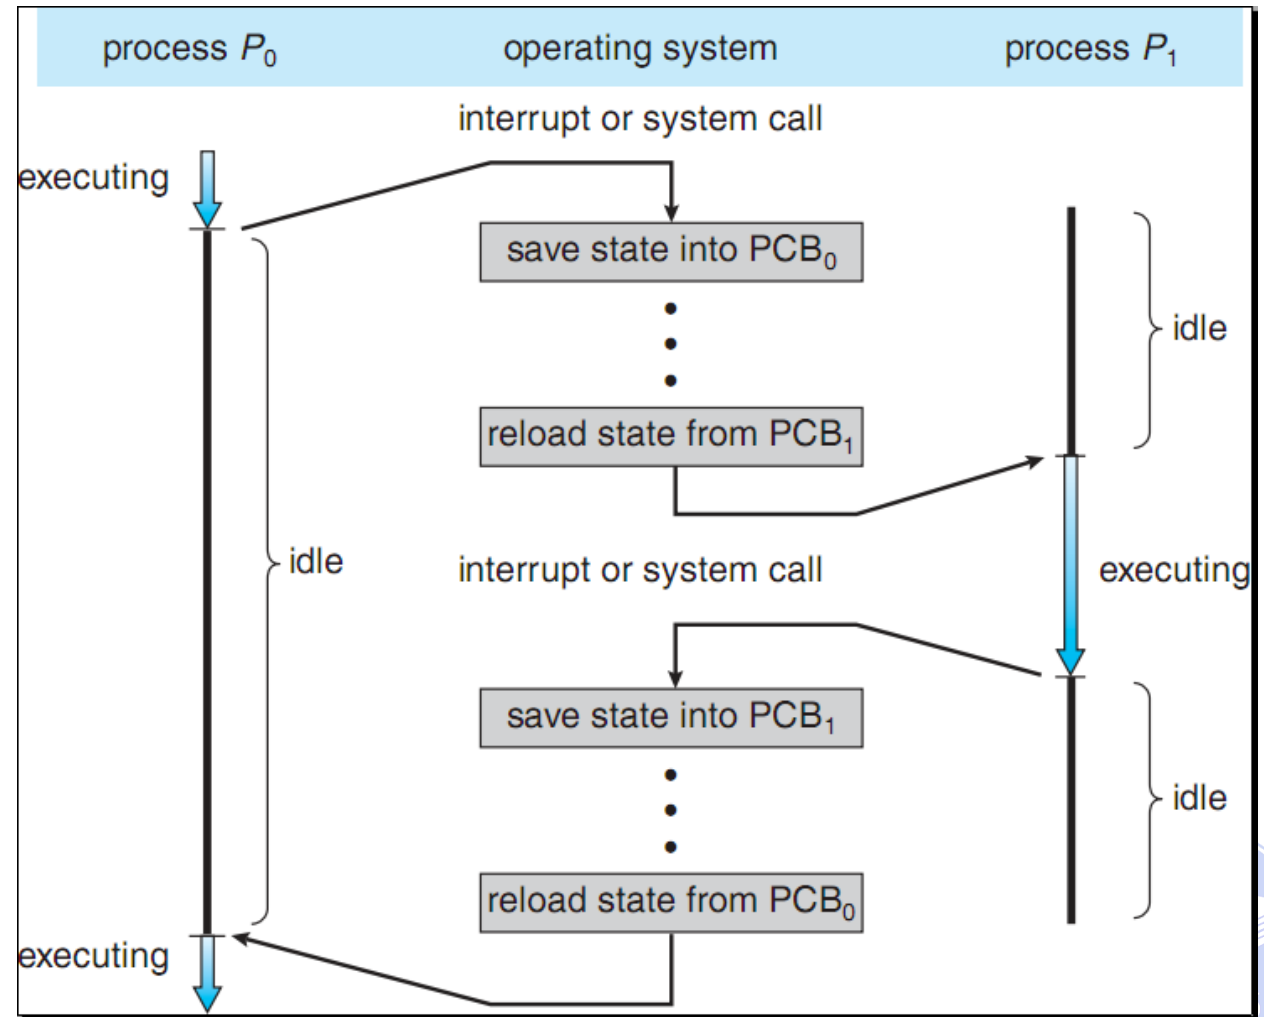 process P₀ operating system process P₁
interrupt or system call
executing
save state into PCB₀
idle
reload state from PCB₁
idle
interrupt or system call
executing
save state into PCB₁
idle
reload state from PCB₀
executing